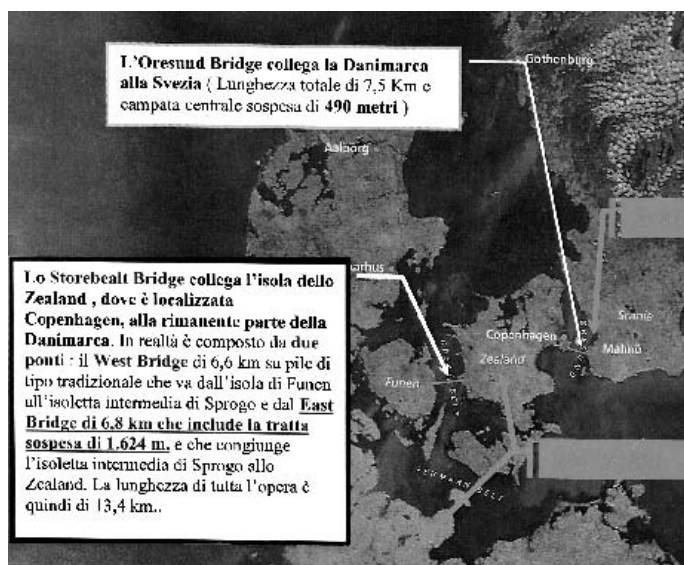 L'Oresund Bridge collega la Danimarca
alla Svezia ( Lunghezza totale di 7,5 Km e
campata centrale sospesa di 490 metri )
Gothenburg
Aalborg
arhus
Lo Storebealt Bridge collega l'isola dello
Zealand , dove è localizzata
Copenhagen, alla rimanente parte della
Danimarca. In realtà è composto da due
ponti : il West Bridge di 6,6 km su pile di
tipo tradizionale che va dall'isola di Funen
all'isoletta intermedia di Sprogo e dal East
Bridge di 6,8 km che include la tratta
sospesa di 1.624 m. e che congiunge
l'isoletta intermedia di Sprogo allo
Zealand. La lunghezza di tutta l'opera è
quindi di 13,4 km..
Copenhagen
Zealand
Scania
Malmö
Funen
BELT
FEHMARN BELT